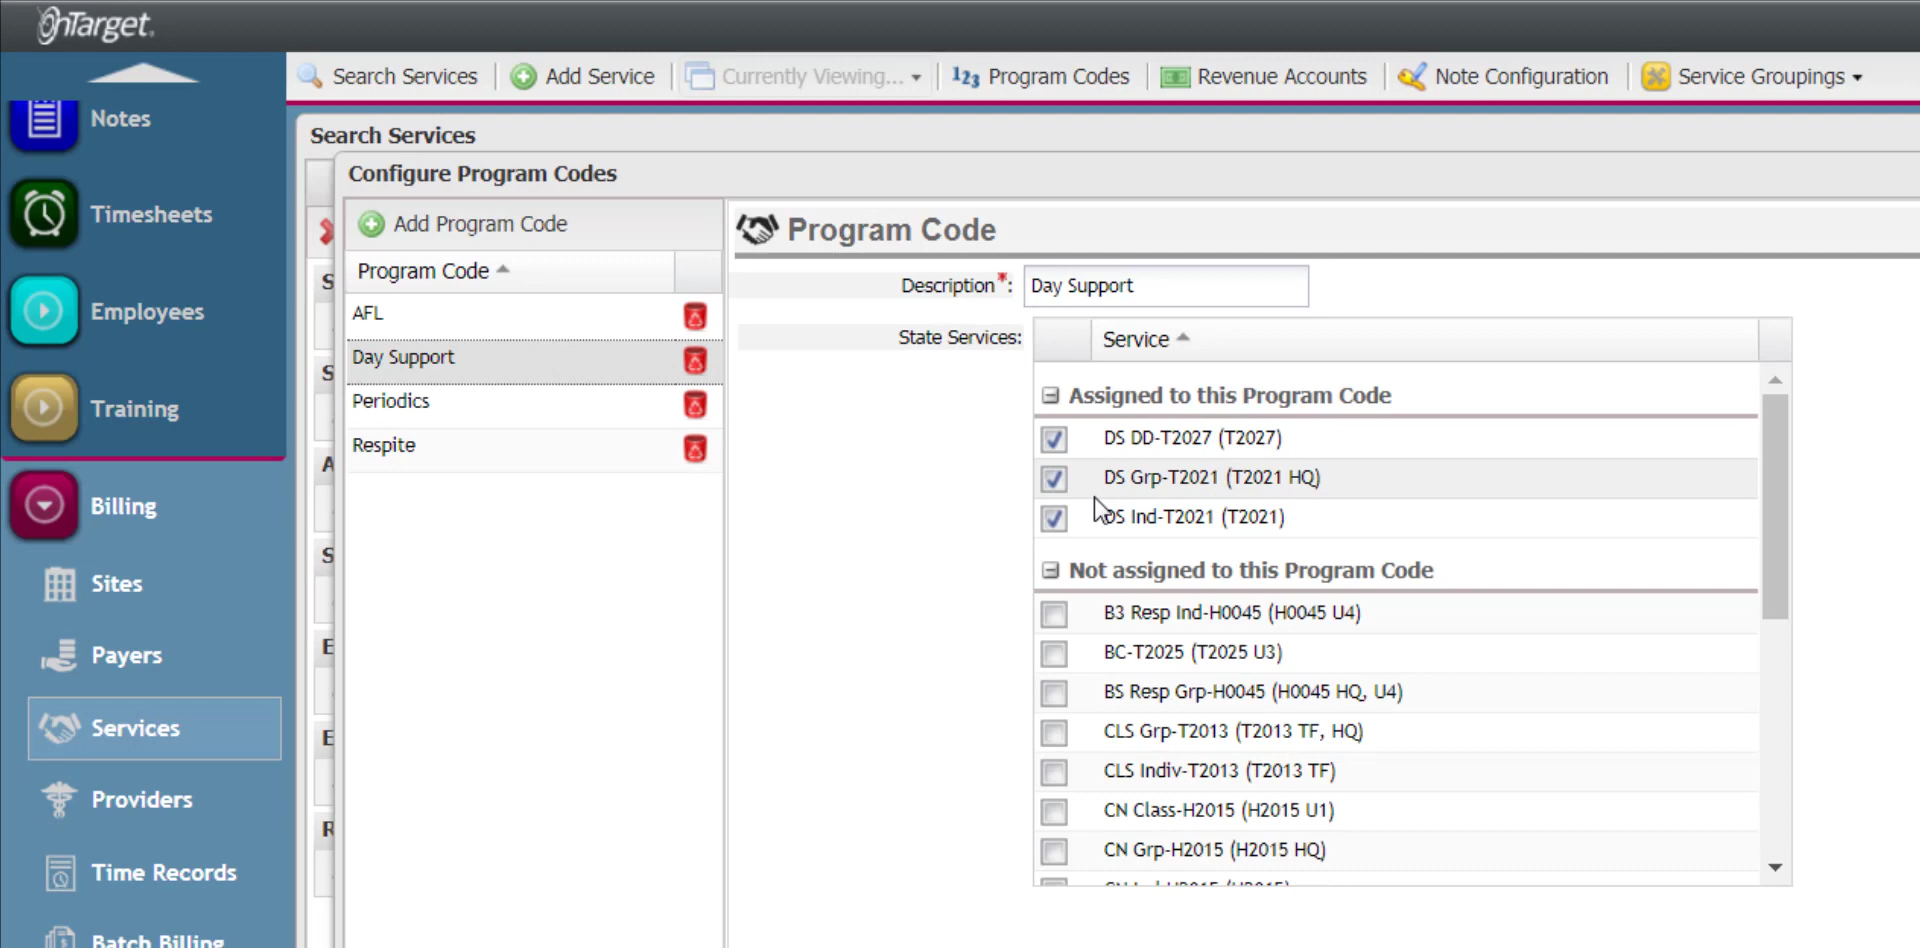 OnTarget.
Search Services
Add Service
Currently Viewing...
123 Program Codes
Revenue Accounts
Note Configuration
Service Groupings
Notes
Timesheets
Employees
Training
Billing
Sites
Payers
Services
Providers
Time Records
Batch Billing
Search Services
S
S
A
S
E
E
R
Configure Program Codes
Add Program Code
Program Code
AFL
Day Support
Periodics
Respite
Program Code
Description*: Day Support
State Services:
Service
Assigned to this Program Code
DS DD-T2027 (T2027)
DS Grp-T2021 (T2021 HQ)
DS Ind-T2021 (T2021)
Not assigned to this Program Code
B3 Resp Ind-H0045 (H0045 U4)
BC-T2025 (T2025 U3)
BS Resp Grp-H0045 (H0045 HQ, U4)
CLS Grp-T2013 (T2013 TF, HQ)
CLS Indiv-T2013 (T2013 TF)
CN Class-H2015 (H2015 U1)
CN Grp-H2015 (H2015 HQ)